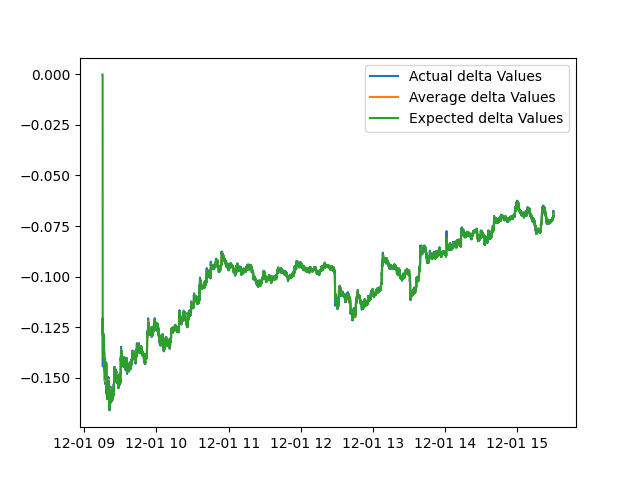 Actual delta Values
Average delta Values
Expected delta Values
0.000
−0.025
−0.050
−0.075
−0.100
−0.125
−0.150
12-01 09 12-01 10 12-01 11 12-01 12 12-01 13 12-01 14 12-01 15